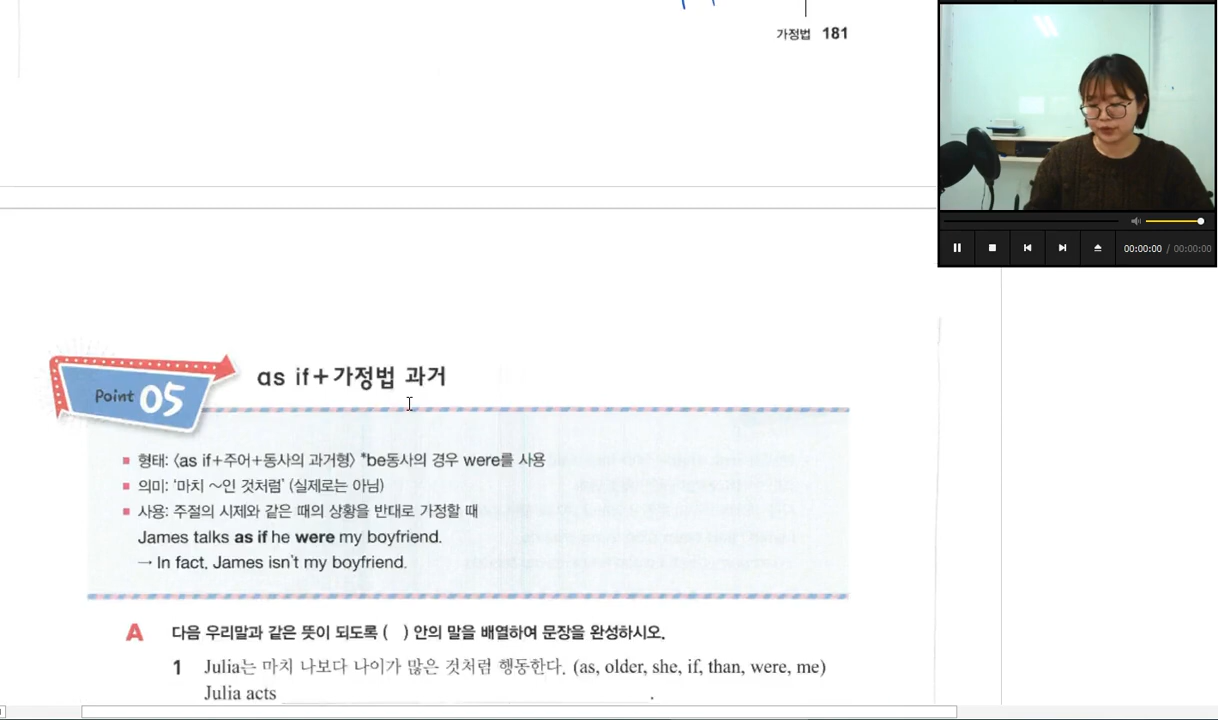 가정법 181
00:00:00 / 00:00:00
Point 05
as if+가정법 과거
형태: 〈as if+주어+동사의 과거형〉 *be동사의 경우 were를 사용
의미: ‘마치 ~인 것처럼’ (실제로는 아님)
사용: 주절의 시제와 같은 때의 상황을 반대로 가정할 때
James talks as if he were my boyfriend.
→ In fact, James isn’t my boyfriend.
A 다음 우리말과 같은 뜻이 되도록 ( ) 안의 말을 배열하여 문장을 완성하시오.
1 Julia는 마치 나보다 나이가 많은 것처럼 행동한다. (as, older, she, if, than, were, me)
Julia acts .